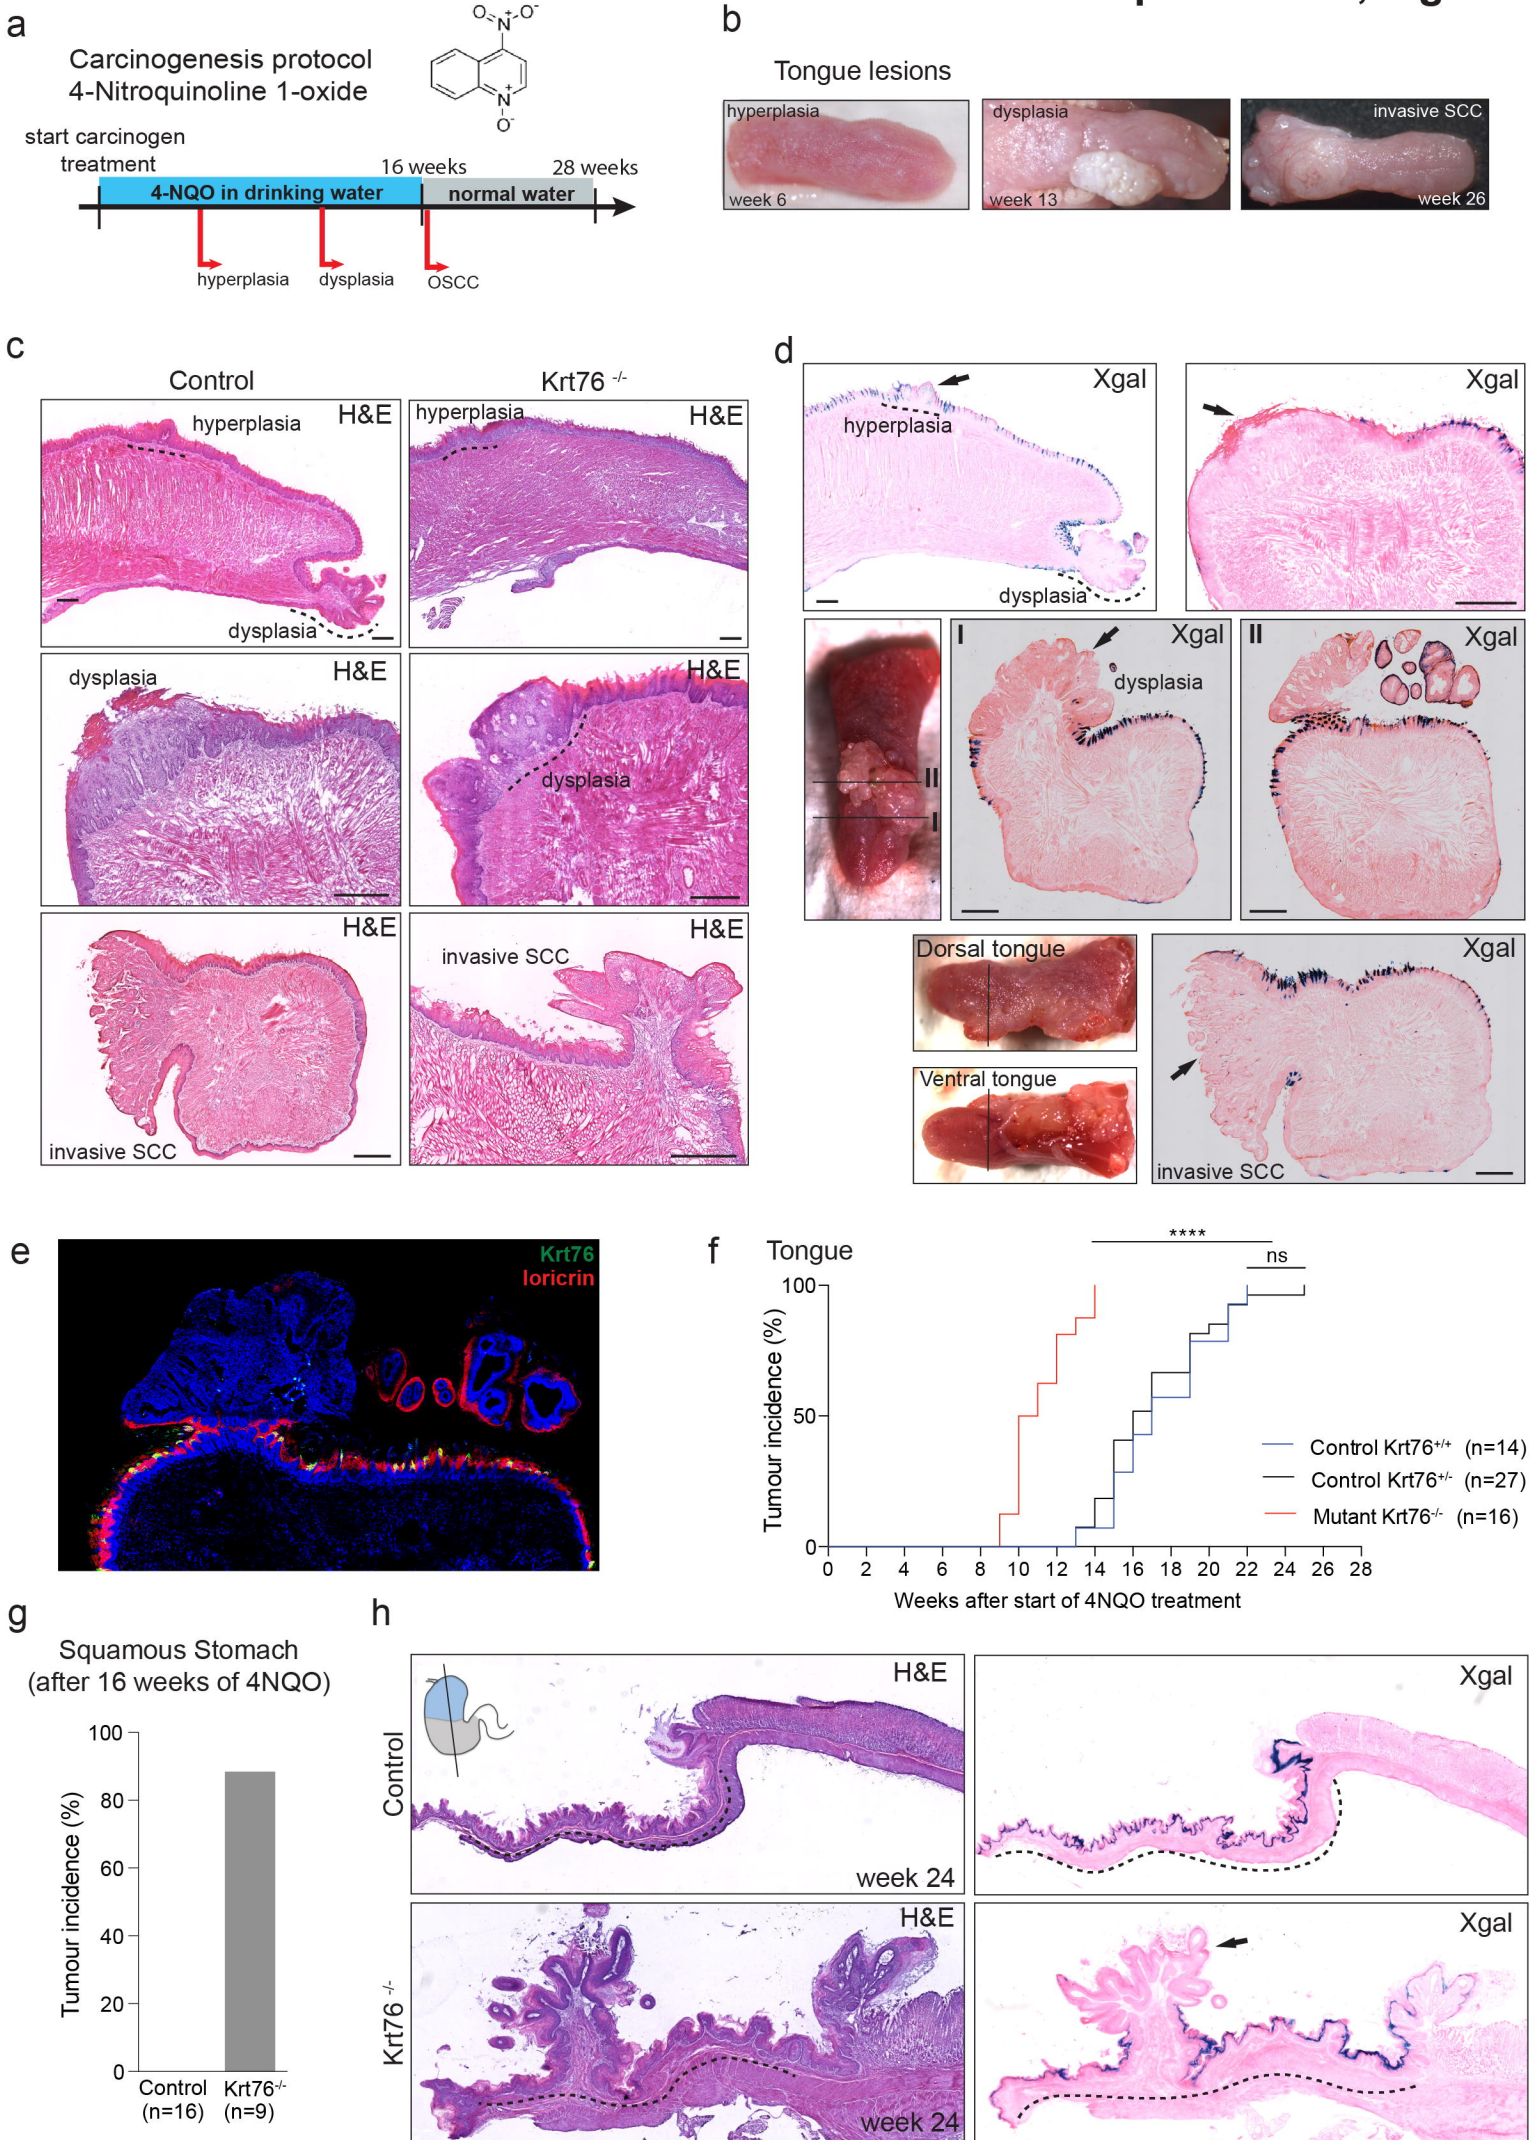 a
Carcinogenesis protocol
4-Nitroquinoline 1-oxide
O N+ O-
N+
O-
start carcinogen
treatment
16 weeks
28 weeks
4-NQO in drinking water
normal water
hyperplasia
dysplasia
OSCC
b
Tongue lesions
hyperplasia
week 6
dysplasia
week 13
invasive SCC
week 26
c
Control
Krt76 -/-
H&E
hyperplasia
dysplasia
hyperplasia
H&E
dysplasia
H&E
H&E
dysplasia
H&E
invasive SCC
H&E
invasive SCC
d
Xgal
hyperplasia
dysplasia
Xgal
II
I
I
Xgal
dysplasia
II
Xgal
Dorsal tongue
Ventral tongue
Xgal
invasive SCC
e
Krt76
loricrin
f
Tongue
****
ns
Tumour incidence (%)
100
50
0
0 2 4 6 8 10 12 14 16 18 20 22 24 26 28
Weeks after start of 4NQO treatment
Control Krt76+/+ (n=14)
Control Krt76+/- (n=27)
Mutant Krt76-/- (n=16)
g
Squamous Stomach
(after 16 weeks of 4NQO)
Tumour incidence (%)
100
80
60
40
20
0
Control
(n=16)
Krt76-/-
(n=9)
h
Control
H&E
week 24
Xgal
Krt76 -/-
H&E
week 24
Xgal